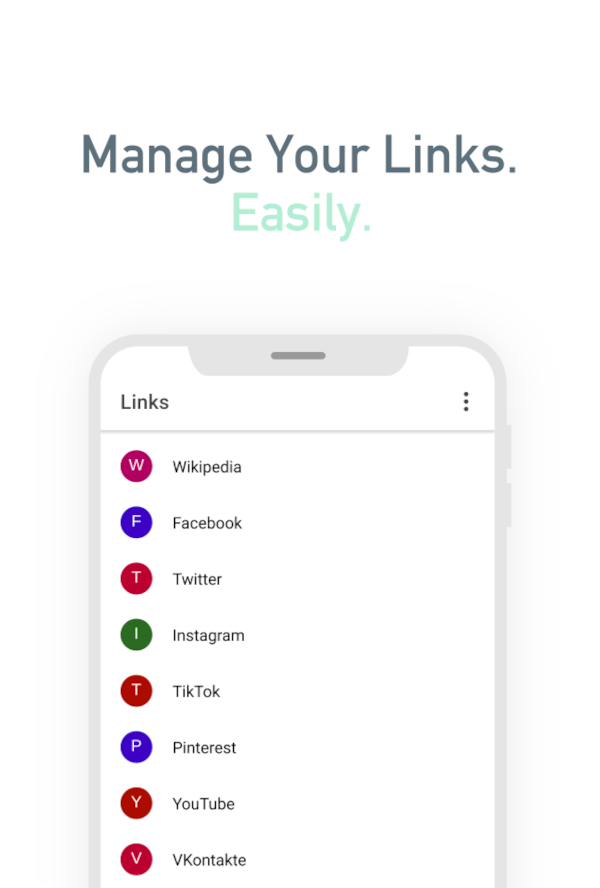 Manage Your Links.
Easily.
Links
W Wikipedia
F Facebook
T Twitter
I Instagram
T TikTok
P Pinterest
Y YouTube
V VKontakte